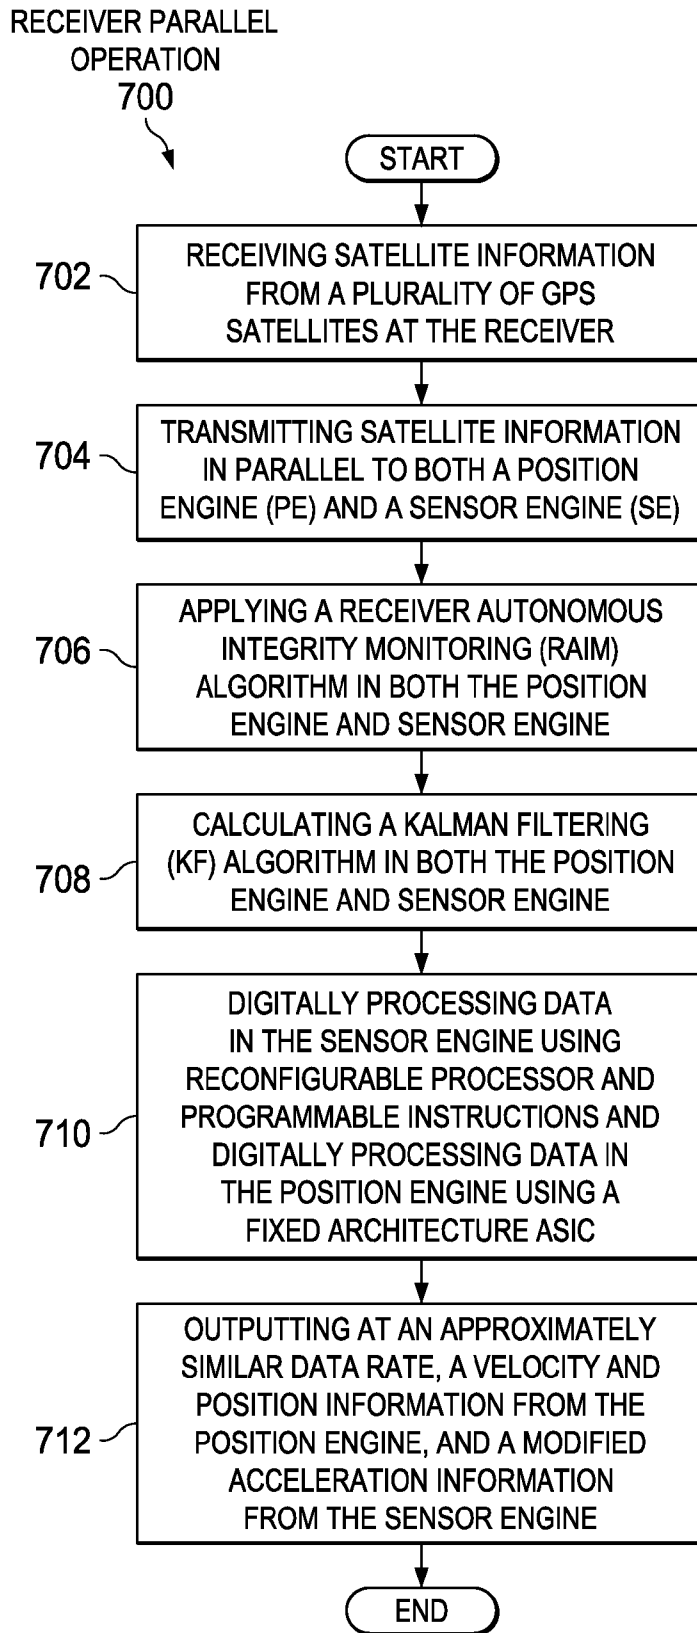 RECEIVER PARALLEL
OPERATION
700
START
702
RECEIVING SATELLITE INFORMATION
FROM A PLURALITY OF GPS
SATELLITES AT THE RECEIVER
704
TRANSMITTING SATELLITE INFORMATION
IN PARALLEL TO BOTH A POSITION
ENGINE (PE) AND A SENSOR ENGINE (SE)
706
APPLYING A RECEIVER AUTONOMOUS
INTEGRITY MONITORING (RAIM)
ALGORITHM IN BOTH THE POSITION
ENGINE AND SENSOR ENGINE
708
CALCULATING A KALMAN FILTERING
(KF) ALGORITHM IN BOTH THE POSITION
ENGINE AND SENSOR ENGINE
710
DIGITALLY PROCESSING DATA
IN THE SENSOR ENGINE USING
RECONFIGURABLE PROCESSOR AND
PROGRAMMABLE INSTRUCTIONS AND
DIGITALLY PROCESSING DATA IN
THE POSITION ENGINE USING A
FIXED ARCHITECTURE ASIC
712
OUTPUTTING AT AN APPROXIMATELY
SIMILAR DATA RATE, A VELOCITY AND
POSITION INFORMATION FROM THE
POSITION ENGINE, AND A MODIFIED
ACCELERATION INFORMATION
FROM THE SENSOR ENGINE
END